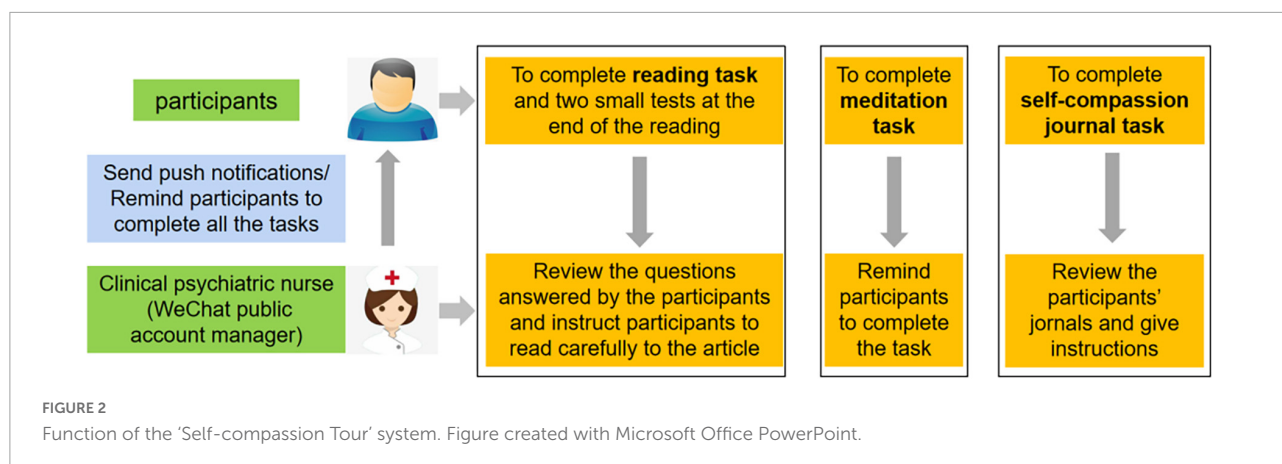 participants
Send push notifications/
Remind participants to
complete all the tasks
Clinical psychiatric nurse
(WeChat public
account manager)
To complete reading task
and two small tests at the
end of the reading
Review the questions
answered by the participants
and instruct participants to
read carefully to the article
To complete
meditation
task
Remind
participants
to complete
the task
To complete
self-compassion
journal task
Review the
participants’
jornals and give
instructions
FIGURE 2
Function of the ‘Self-compassion Tour’ system. Figure created with Microsoft Office PowerPoint.